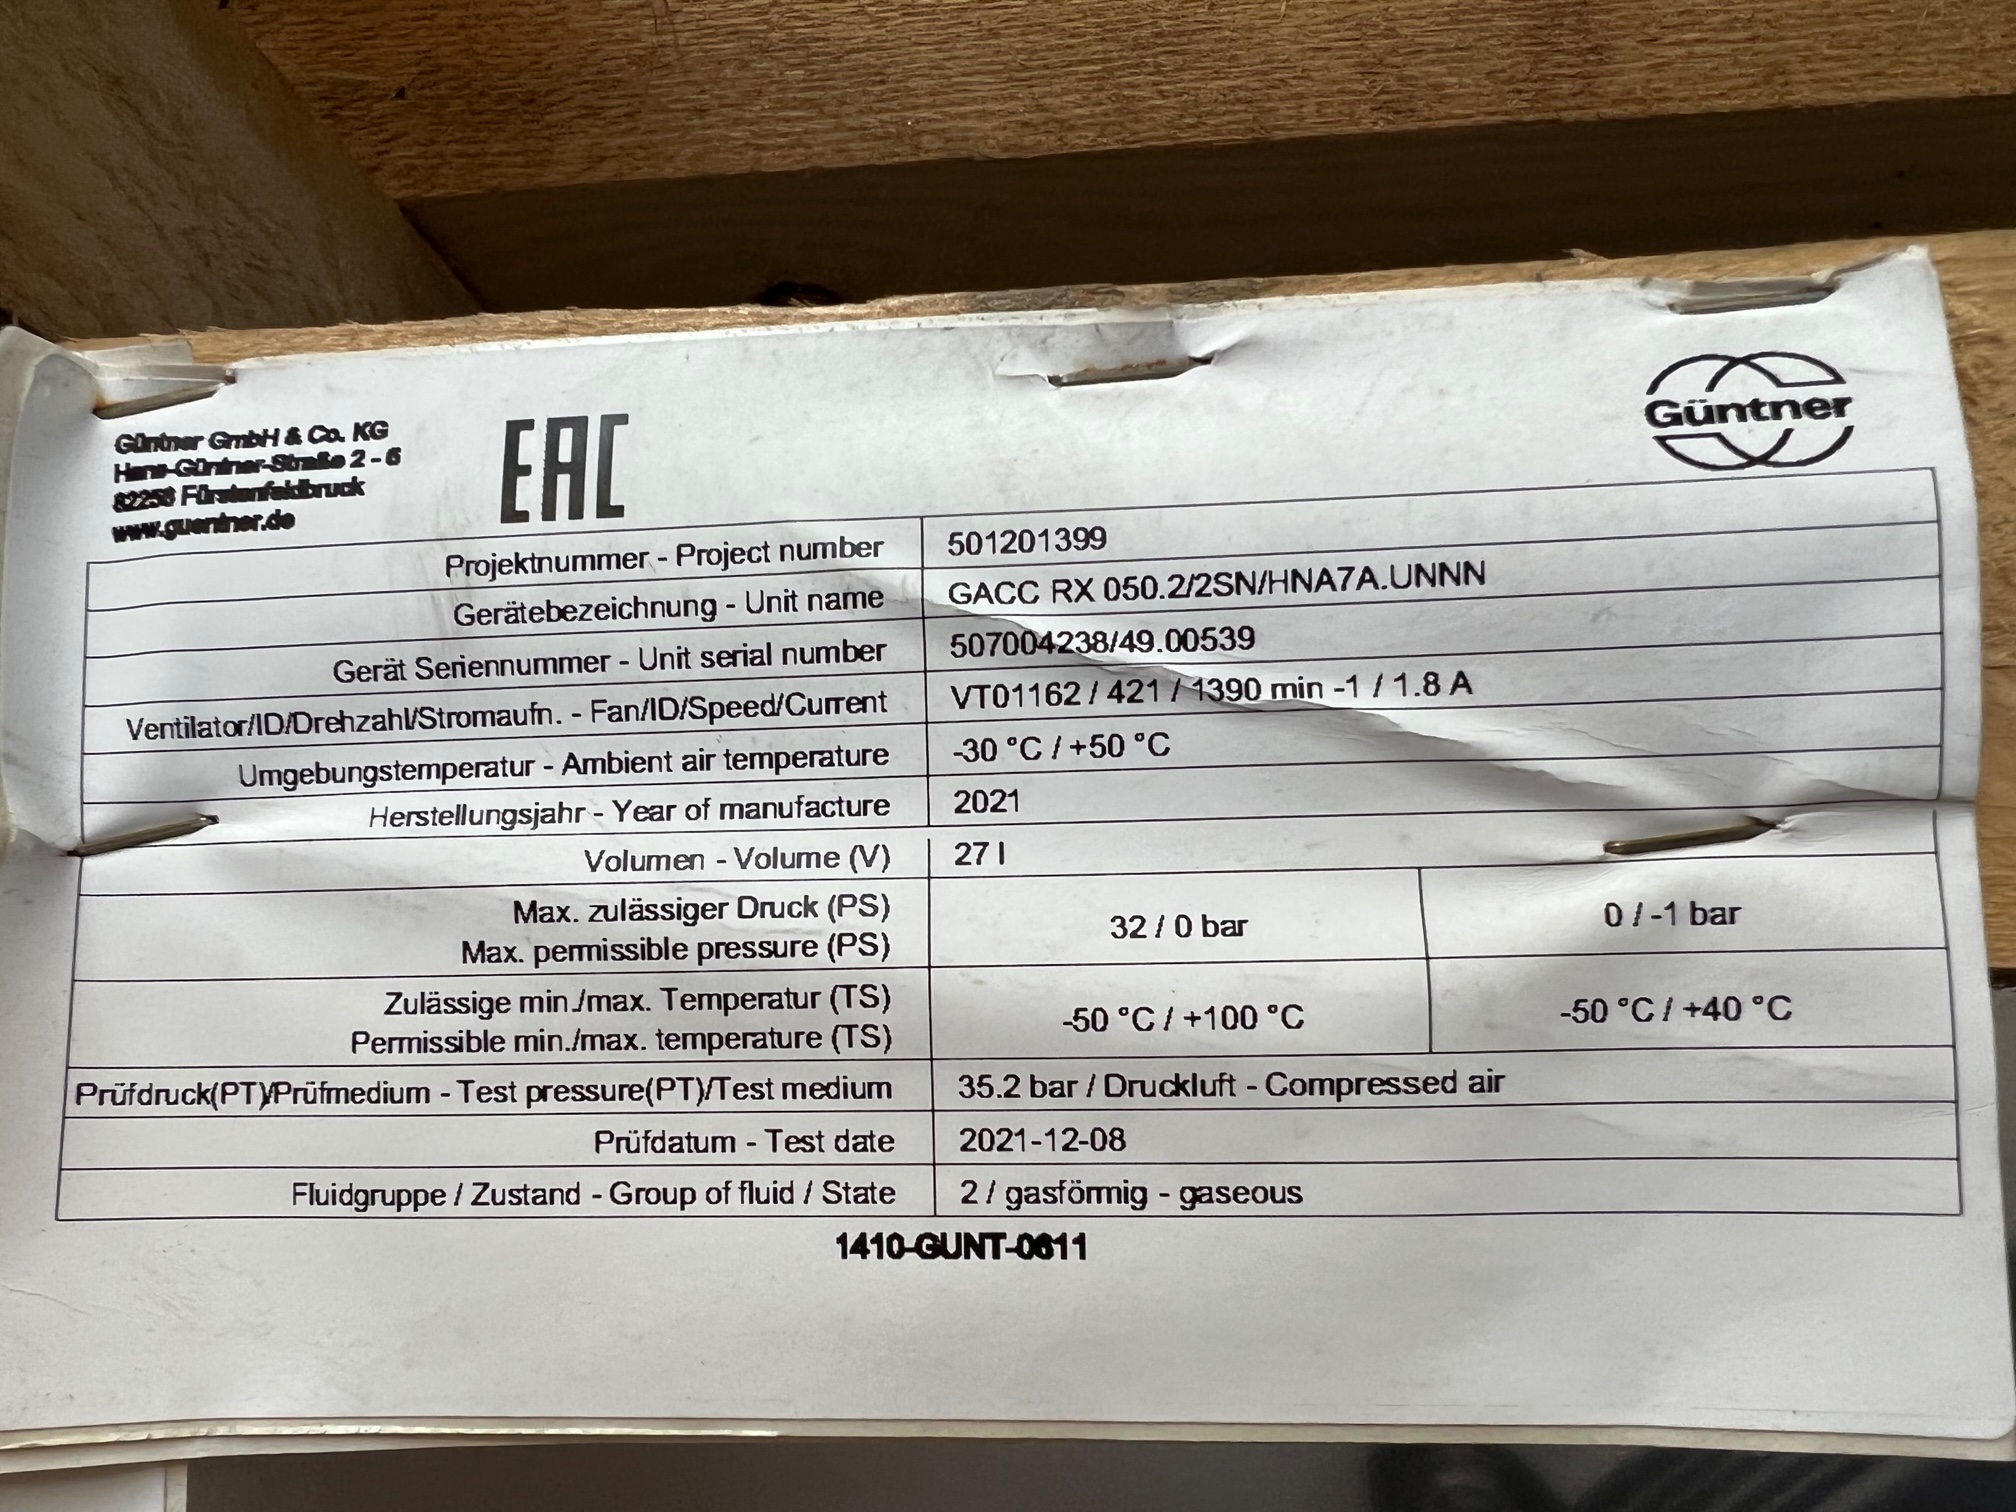 Güntner GmbH & Co. KG
Hans-Güntner-Straße 2 - 6
82256 Fürstenfeldbruck
www.guentner.de
EAC
Güntner
Projektnummer - Project number 501201399
Gerätebezeichnung - Unit name GACC RX 050.2/2SN/HNA7A.UNNN
Gerät Seriennummer - Unit serial number 507004238/49.00539
Ventilator/ID/Drehzahl/Stromaufn. - Fan/ID/Speed/Current VT01162 / 421 / 1390 min -1 / 1.8 A
Umgebungstemperatur - Ambient air temperature -30 °C / +50 °C
Herstellungsjahr - Year of manufacture 2021
Volumen - Volume (V) 27 l
Max. zulässiger Druck (PS)
Max. permissible pressure (PS)
32 / 0 bar 0 / -1 bar
Zulässige min./max. Temperatur (TS)
Permissible min./max. temperature (TS)
-50 °C / +100 °C -50 °C / +40 °C
Prüfdruck(PT)/Prüfmedium - Test pressure(PT)/Test medium 35.2 bar / Druckluft - Compressed air
Prüfdatum - Test date 2021-12-08
Fluidgruppe / Zustand - Group of fluid / State 2 / gasförmig - gaseous
1410-GUNT-0611